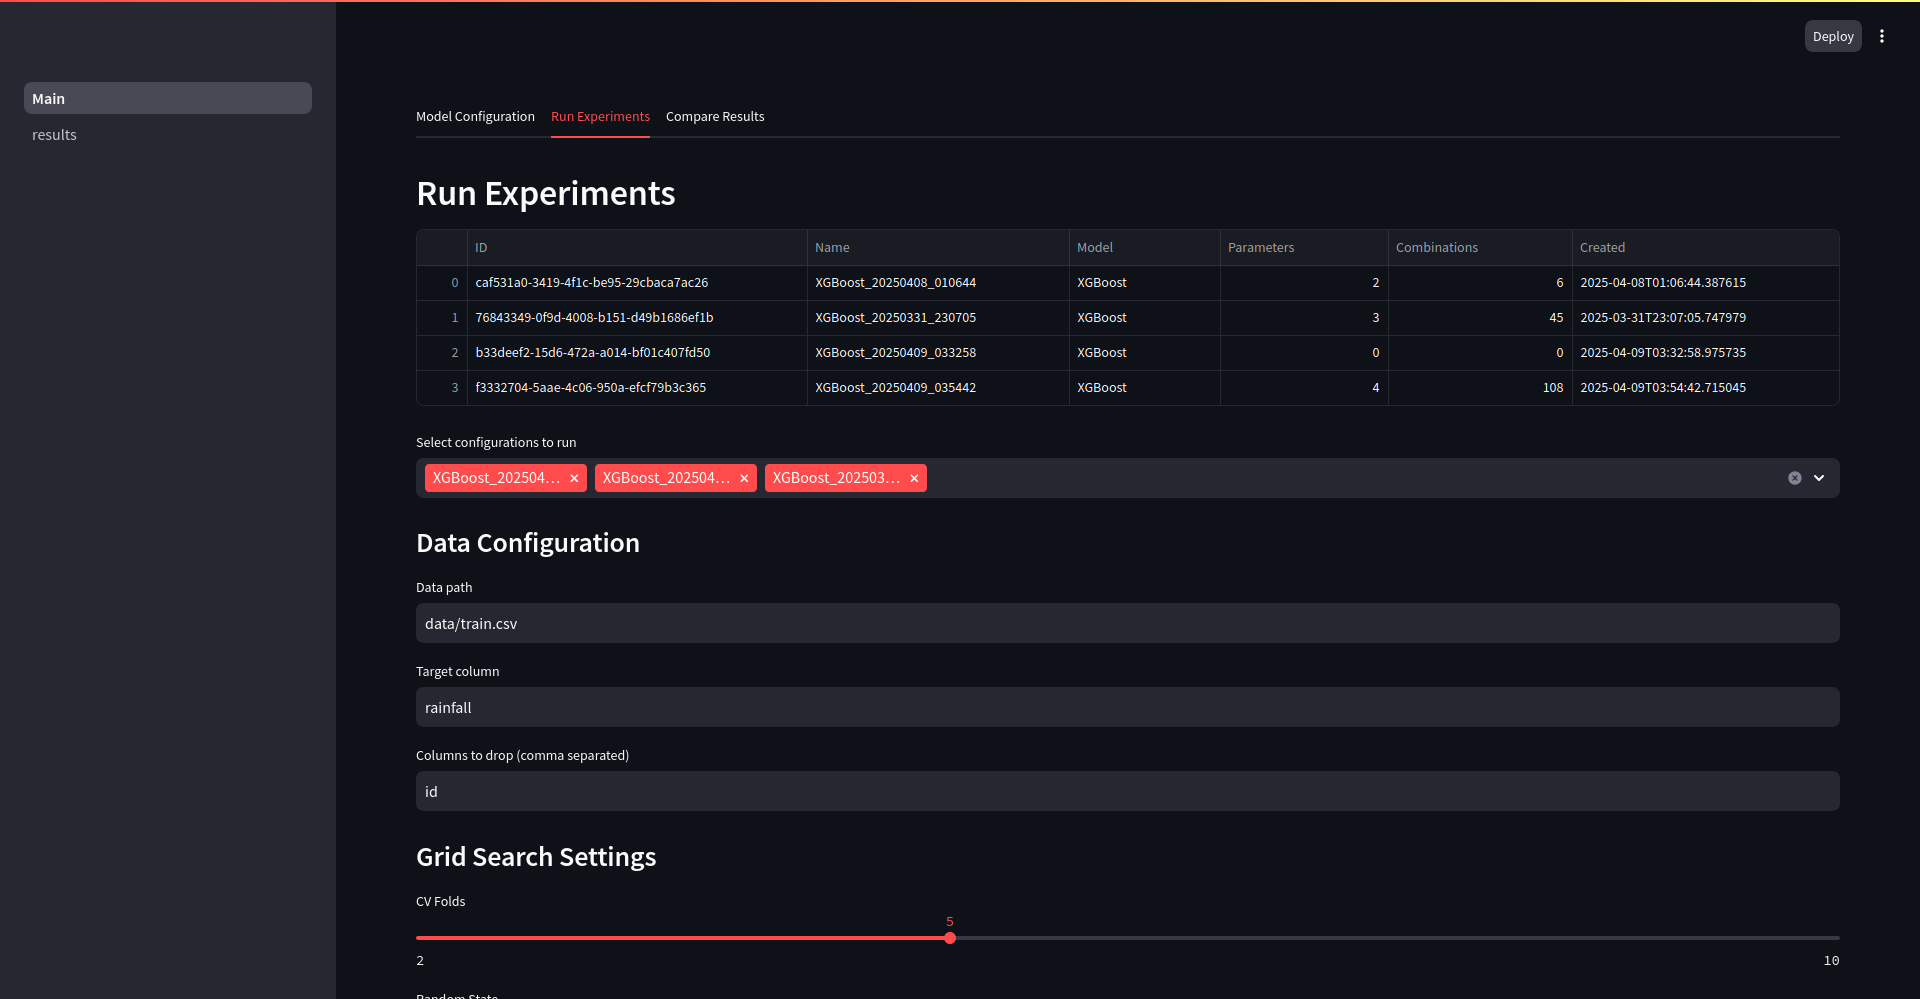 Deploy
Main
results
Model Configuration Run Experiments Compare Results
Run Experiments
ID Name Model Parameters Combinations Created
0 caf531a0-3419-4f1c-be95-29cbaca7ac26 XGBoost_20250408_010644 XGBoost 2 6 2025-04-08T01:06:44.387615
1 76843349-0f9d-4008-b151-d49b1686ef1b XGBoost_20250331_230705 XGBoost 3 45 2025-03-31T23:07:05.747979
2 b33deef2-15d6-472a-a014-bf01c407fd50 XGBoost_20250409_033258 XGBoost 0 0 2025-04-09T03:32:58.975735
3 f3332704-5aae-4c06-950a-efcf79b3c365 XGBoost_20250409_035442 XGBoost 4 108 2025-04-09T03:54:42.715045
Select configurations to run
XGBoost_202504... XGBoost_202504... XGBoost_202503...
Data Configuration
Data path
data/train.csv
Target column
rainfall
Columns to drop (comma separated)
id
Grid Search Settings
CV Folds
5
2 10
Random State